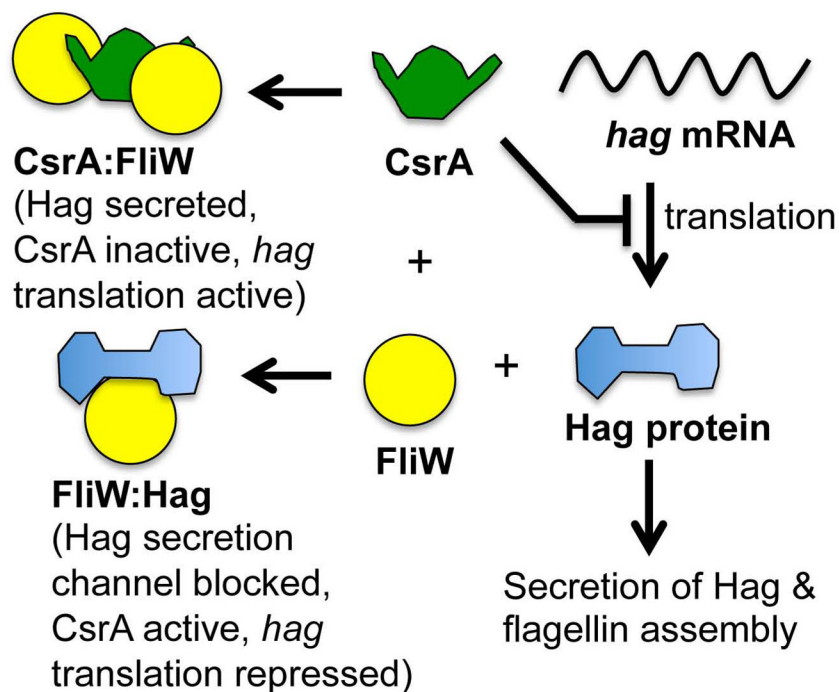 CsrA:FliW
(Hag secreted,
CsrA inactive, hag
translation active)
CsrA
hag mRNA
translation
+
FliW:Hag
(Hag secretion
channel blocked,
CsrA active, hag
translation repressed)
FliW
+
Hag protein
Secretion of Hag &
flagellin assembly